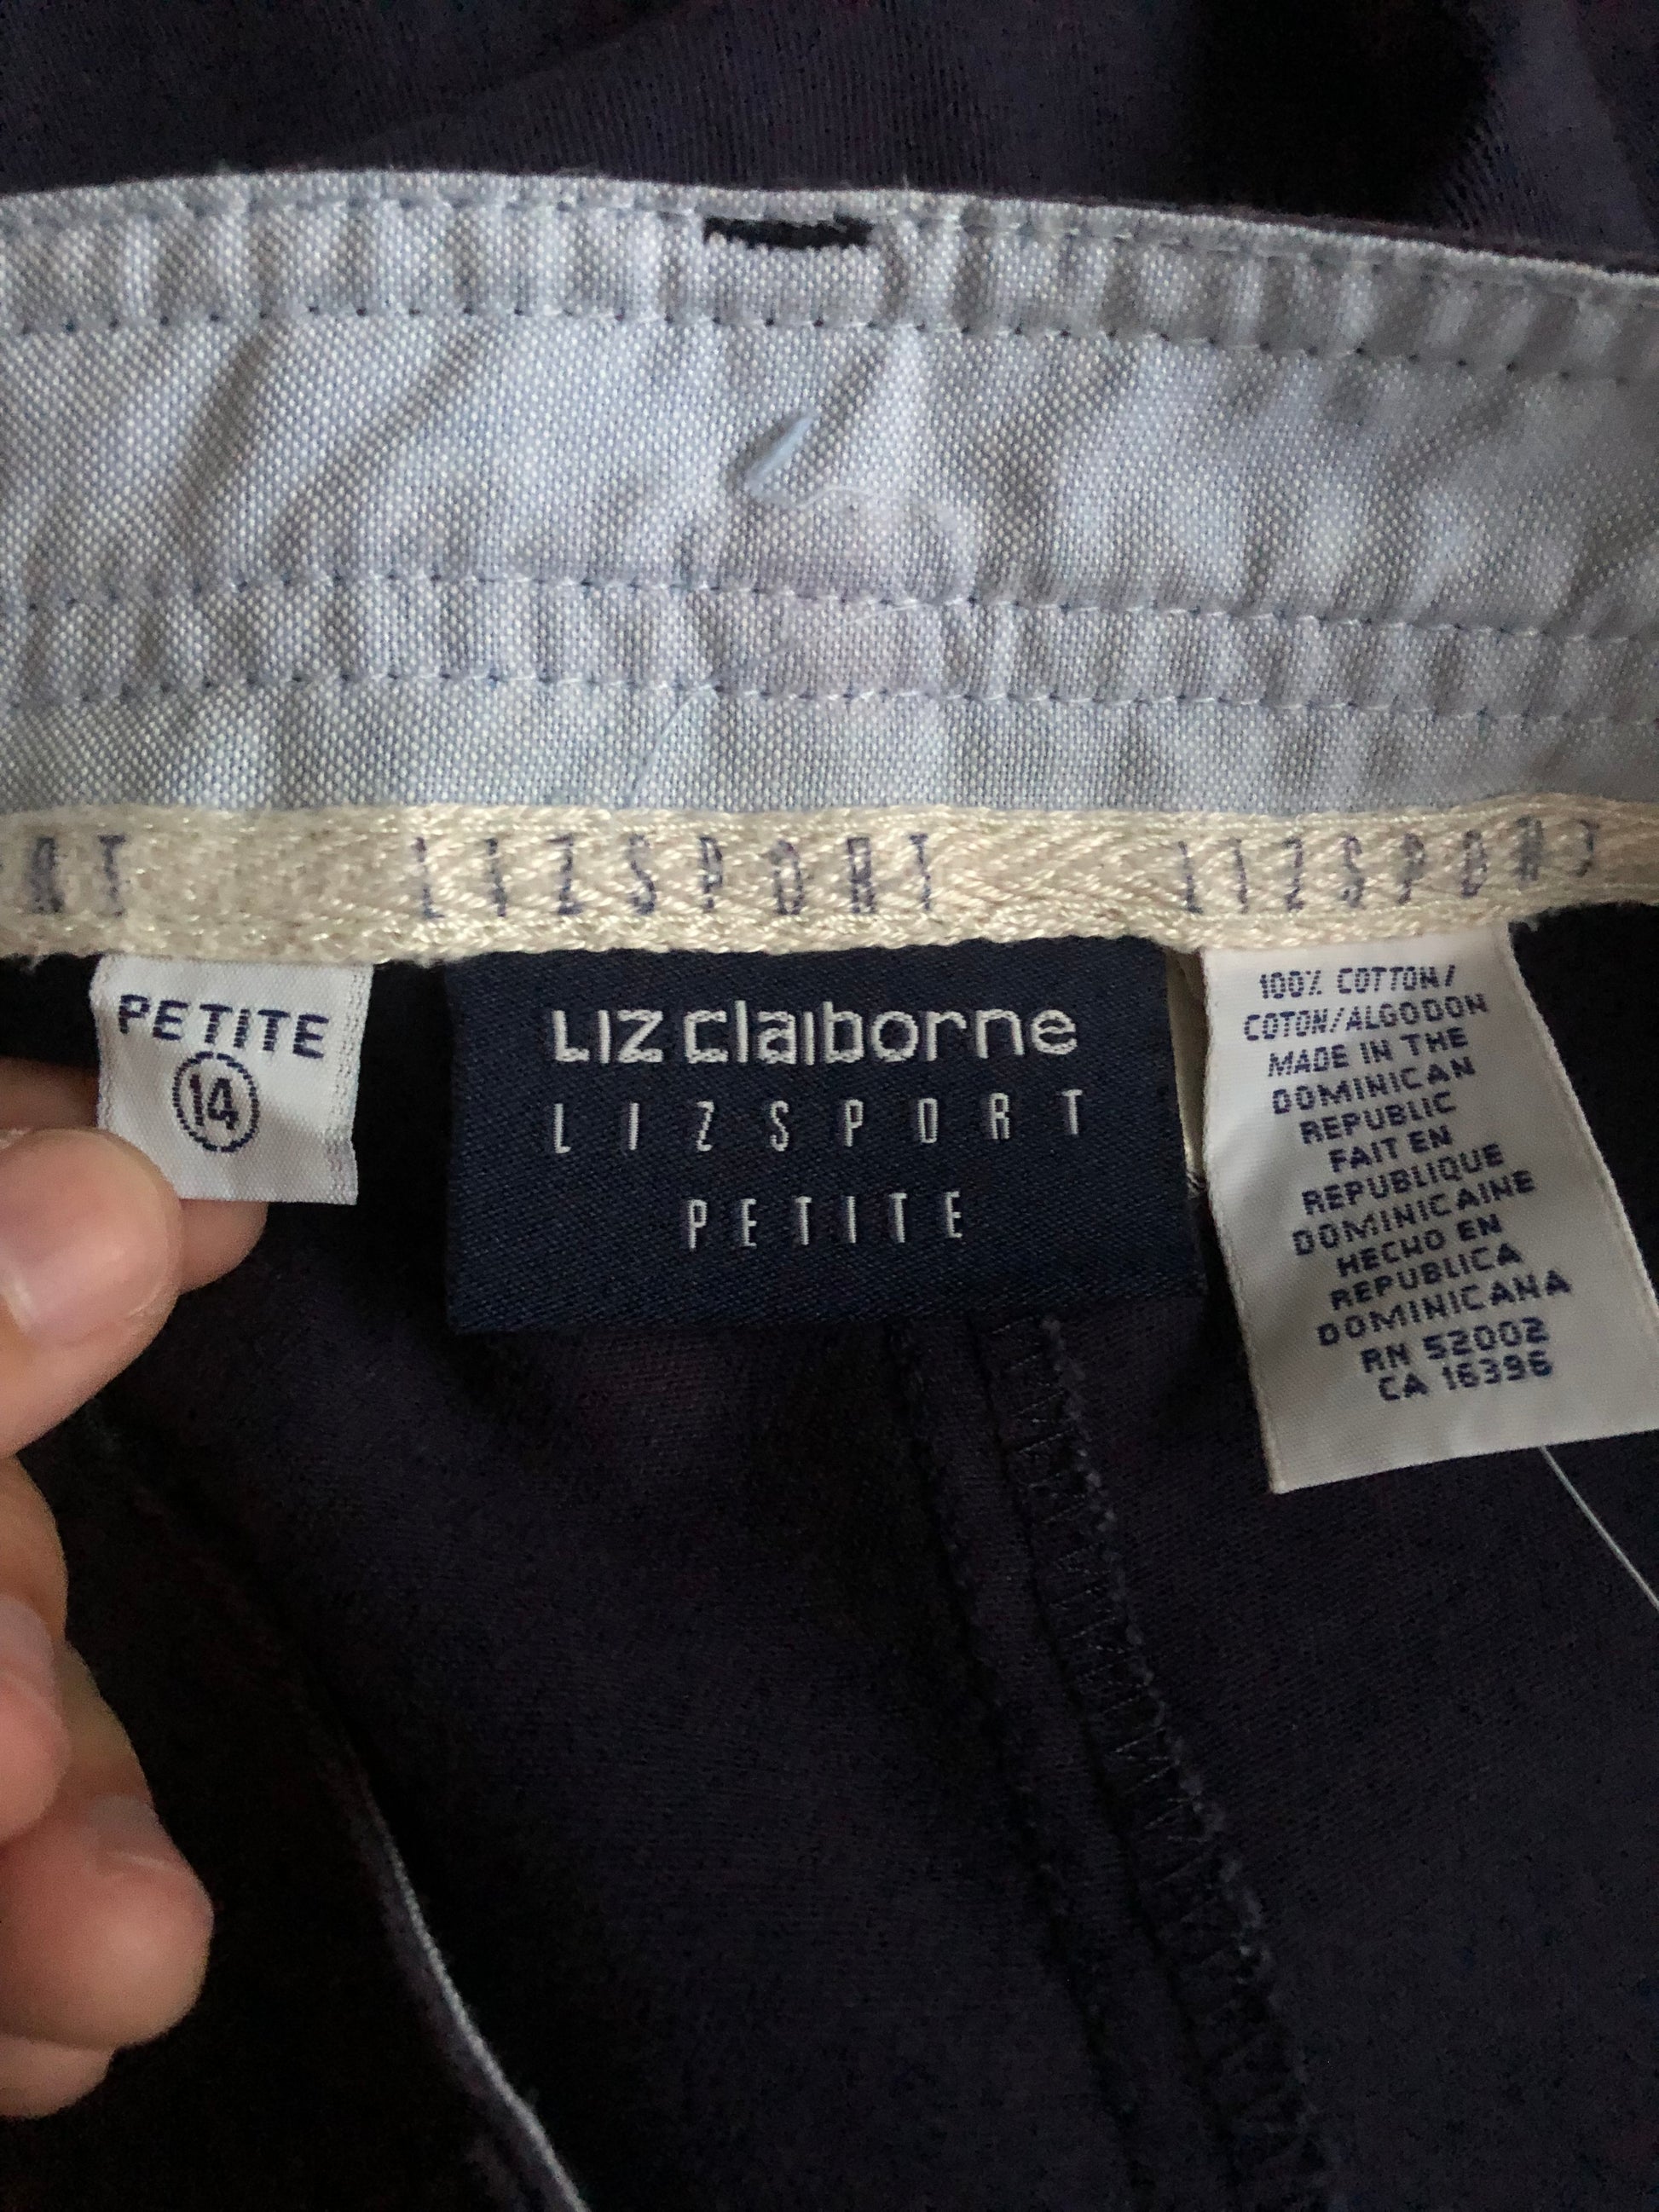 RT LIZSPORT LIZSPORT
PETITE
14
Liz claiborne
LIZSPORT
PETITE
100% COTTON/
COTON/ALGODON
MADE IN THE
DOMINICAN
REPUBLIC
FAIT EN
REPUBLIQUE
DOMINICAINE
HECHO EN
REPUBLICA
DOMINICANA
RN 52002
CA 16396